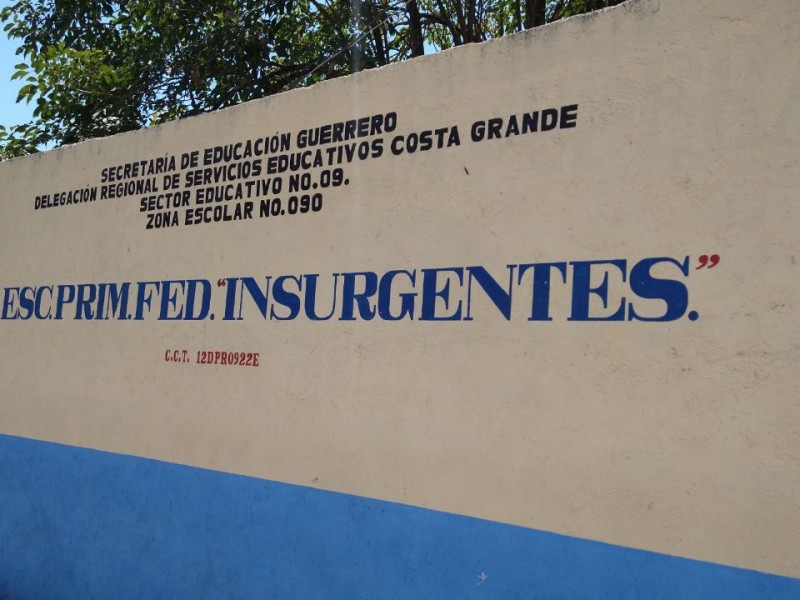 SECRETARÍA DE EDUCACIÓN GUERRERO
DELEGACIÓN REGIONAL DE SERVICIOS EDUCATIVOS COSTA GRANDE
SECTOR EDUCATIVO NO.09.
ZONA ESCOLAR NO.090
ESC.PRIM.FED."INSURGENTES."
C.C.T. 12DPR0922E